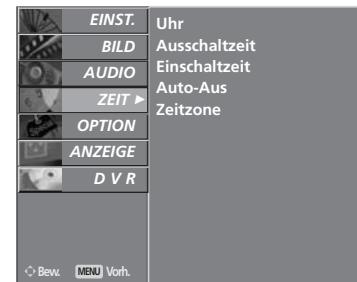 EINST.
BILD
AUDIO
ZEIT ►
OPTION
ANZEIGE
D V R
Uhr
Ausschaltzeit
Einschaltzeit
Auto-Aus
Zeitzone
Bew. MENU Vorh.